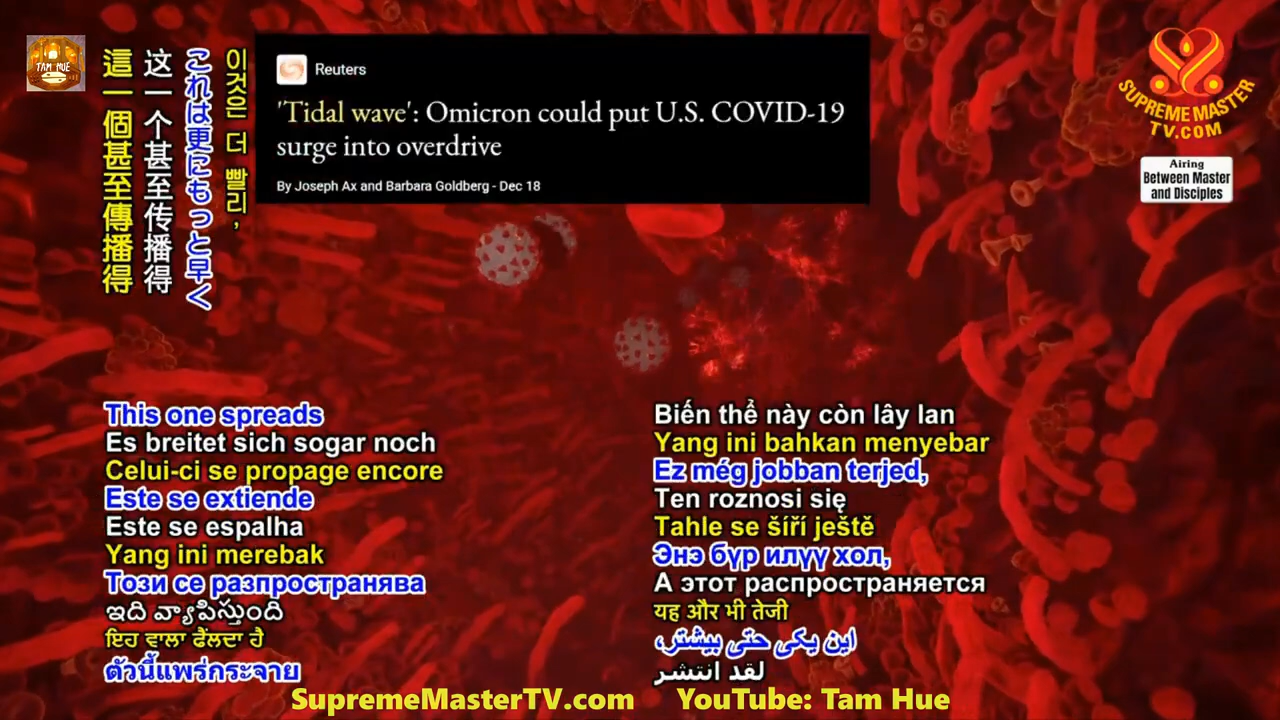 TAM HUE
這一個甚至傳播得
这一个甚至传播得
これは更にもっと早く
이것은 더 빨리,
Reuters
'Tidal wave': Omicron could put U.S. COVID-19
surge into overdrive
By Joseph Ax and Barbara Goldberg - Dec 18
SUPREME MASTER
TV.COM
Airing
Between Master
and Disciples
This one spreads
Es breitet sich sogar noch
Celui-ci se propage encore
Este se extiende
Este se espalha
Yang ini merebak
Този се разпространява
ఇది వ్యాపిస్తుంది
ਇਹ ਵਾਲਾ ਫੈਂਲਦਾ ਹੈ
ตัวนี้แพร่กระจาย
Biến thể này còn lây lan
Yang ini bahkan menyebar
Ez még jobban terjed,
Ten roznosi się
Tahle se šíří ještě
Энэ бүр илүү хол,
А этот распространяется
यह और भी तेजी
این یکی حتی بیشتر،
لقد انتشر
SupremeMasterTV.com YouTube: Tam Hue